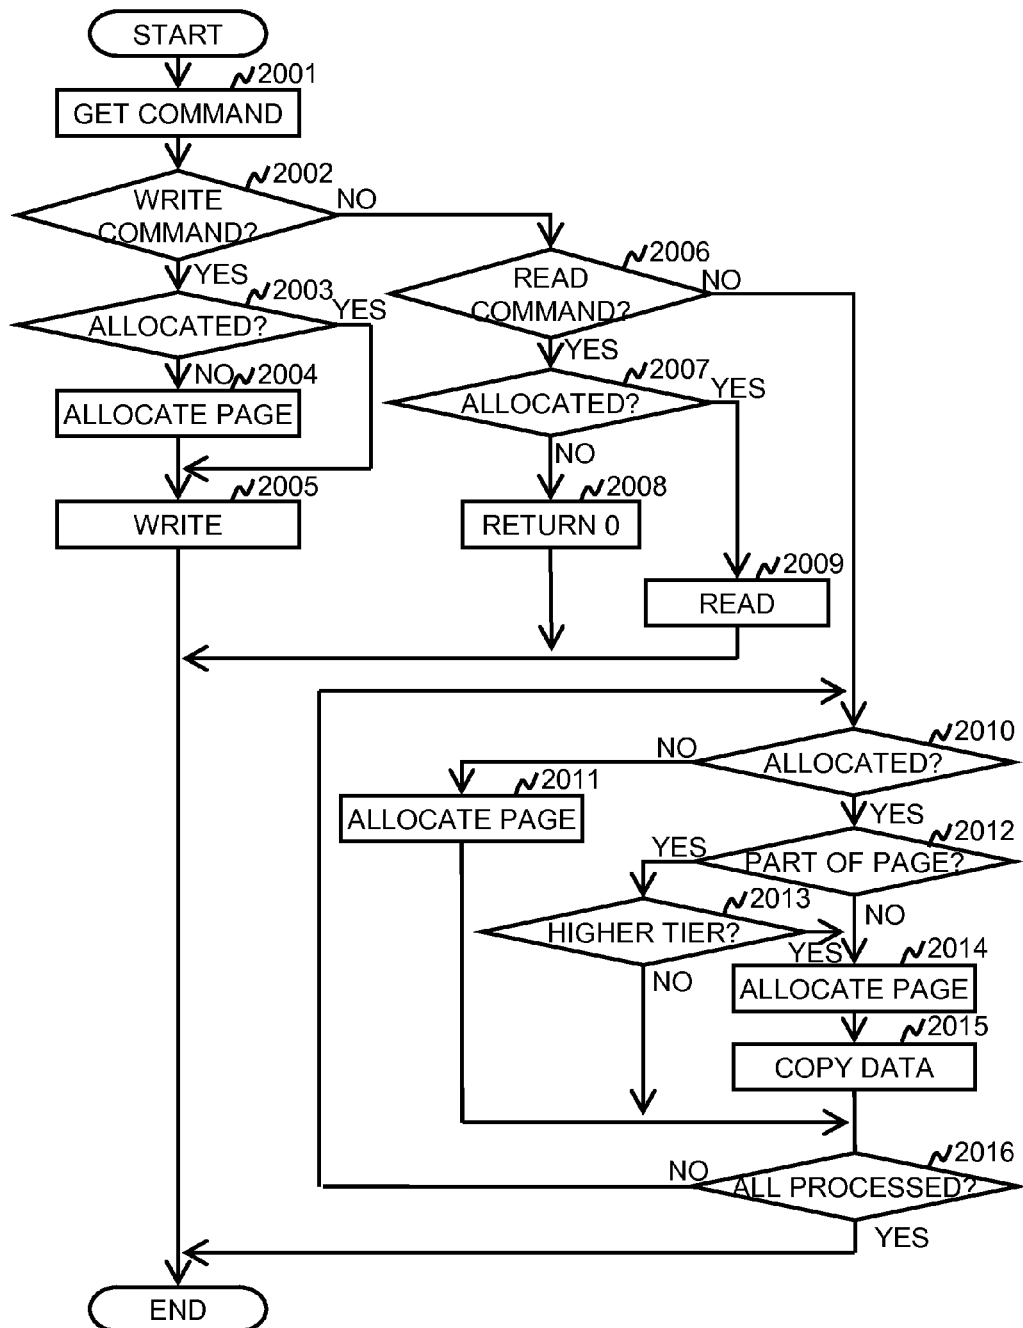 START
2001
GET COMMAND
2002
WRITE
COMMAND?
NO
YES
2003
ALLOCATED?
YES
NO
2004
ALLOCATE PAGE
2005
WRITE
2006
READ
COMMAND?
NO
YES
2007
ALLOCATED?
YES
NO
2008
RETURN 0
2009
READ
2010
ALLOCATED?
NO
YES
2011
ALLOCATE PAGE
2012
PART OF PAGE?
YES
NO
2013
HIGHER TIER?
YES
NO
2014
ALLOCATE PAGE
2015
COPY DATA
2016
ALL PROCESSED?
NO
YES
END